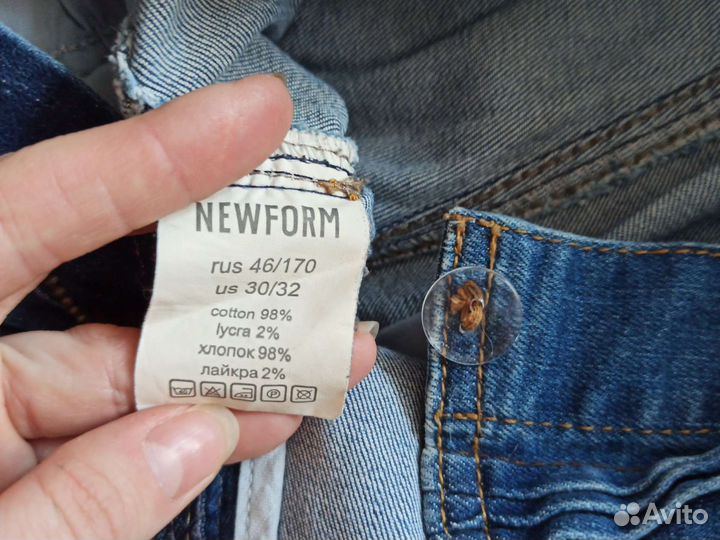 NEWFORM
rus 46/170
us 30/32
cotton 98%
lycra 2%
хлопок 98%
лайкра 2%
Avito